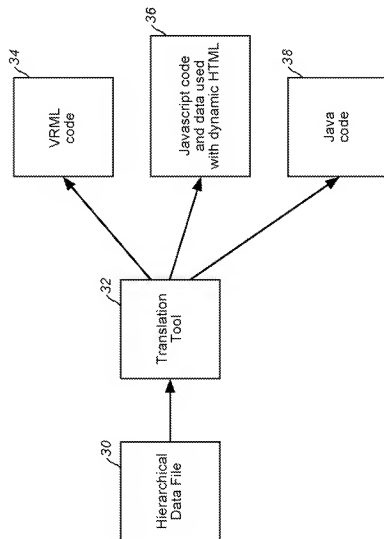 30
Hierarchical
Data File
32
Translation
Tool
34
VRML
code
36
Javascript code
and data used
with dynamic HTML
38
Java
code